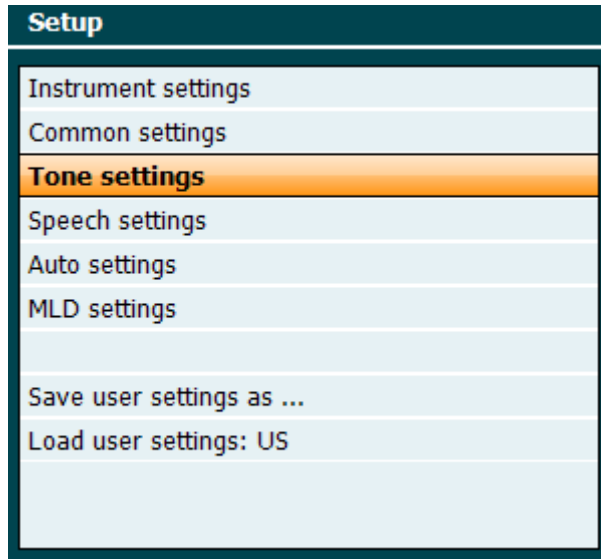 Setup
Instrument settings
Common settings
Tone settings
Speech settings
Auto settings
MLD settings
Save user settings as ...
Load user settings: US